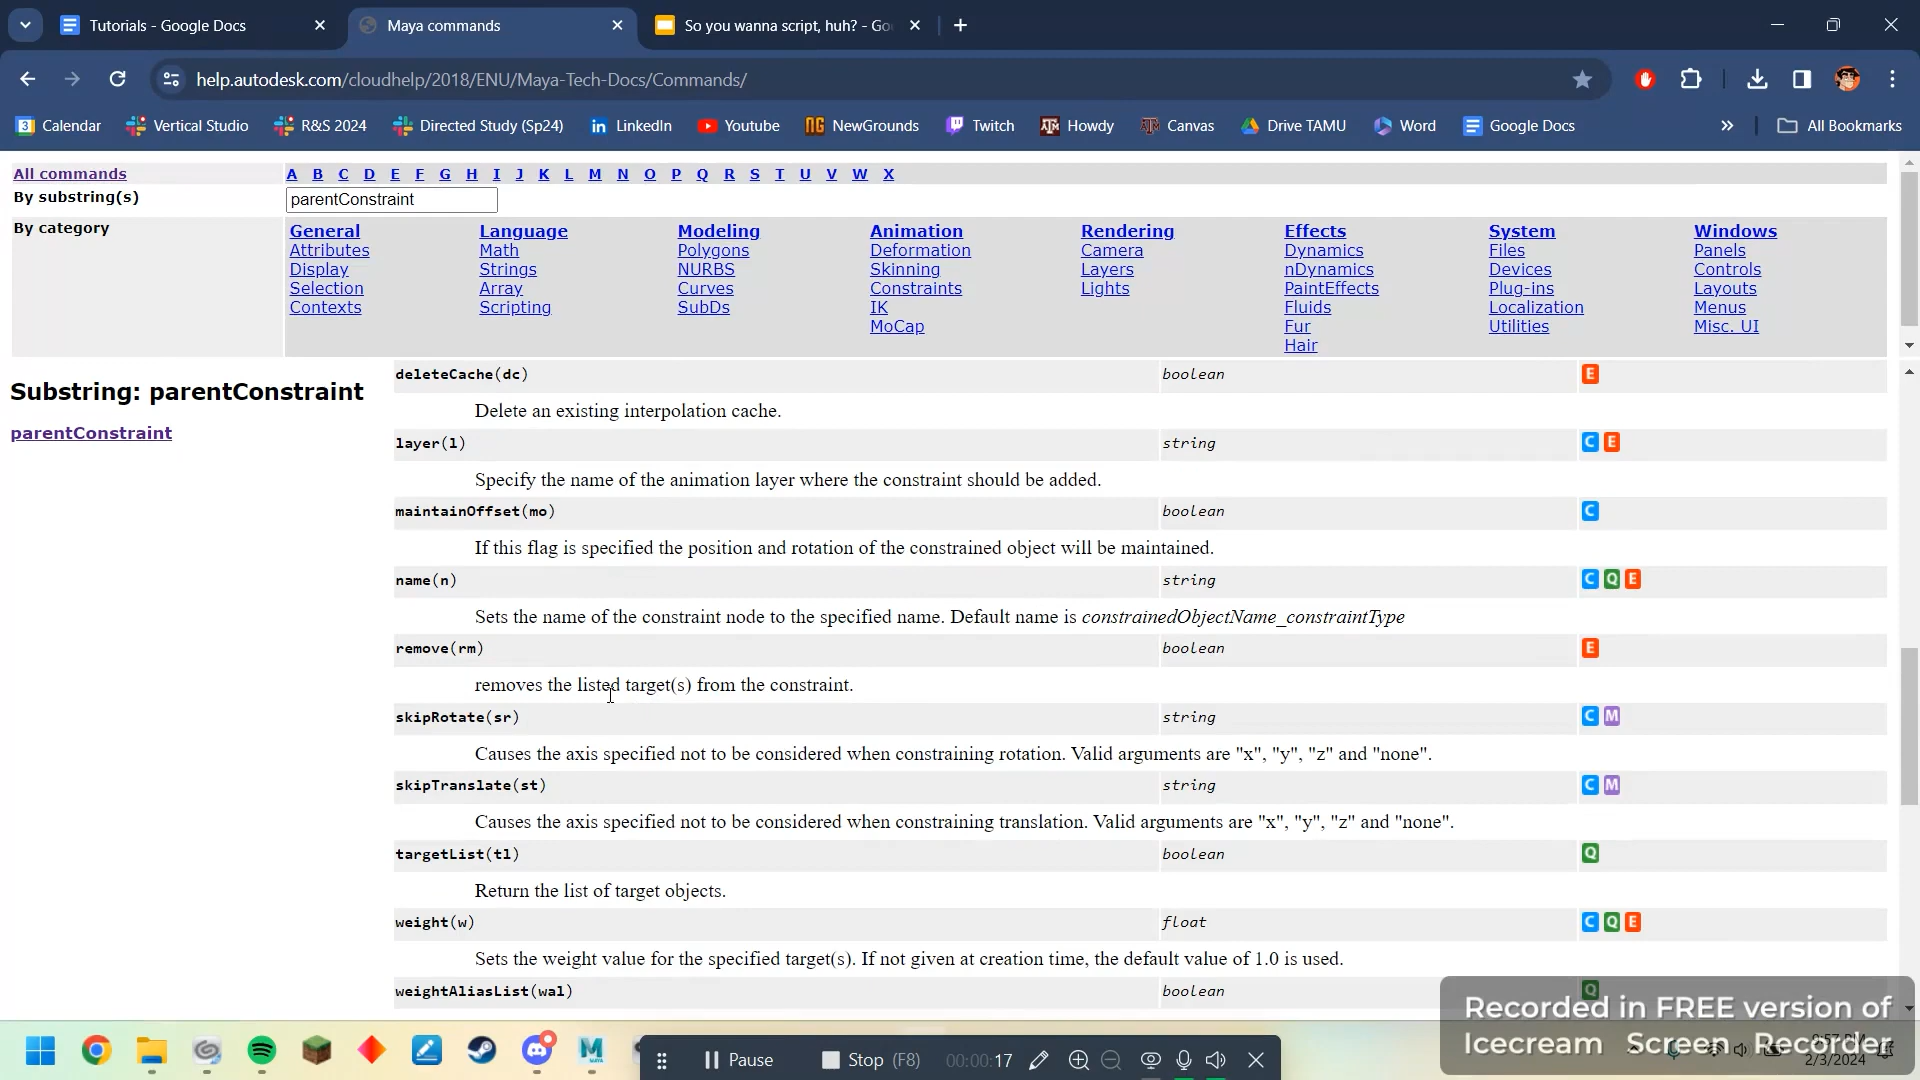 Tutorials - Google Docs
Maya commands
So you wanna script, huh? - Go
help.autodesk.com/cloudhelp/2018/ENU/Maya-Tech-Docs/Commands/
Calendar
Vertical Studio
R&S 2024
Directed Study (Sp24)
LinkedIn
Youtube
NewGrounds
Twitch
Howdy
Canvas
Drive TAMU
Word
Google Docs
All Bookmarks
All commands
A B C D E F G H I J K L M N O P Q R S T U V W X
By substring(s)
parentConstraint
By category
General
Attributes
Display
Selection
Contexts
Language
Math
Strings
Array
Scripting
Modeling
Polygons
NURBS
Curves
SubDs
Animation
Deformation
Skinning
Constraints
IK
MoCap
Rendering
Camera
Layers
Lights
Effects
Dynamics
nDynamics
PaintEffects
Fluids
Fur
Hair
System
Files
Devices
Plug-ins
Localization
Utilities
Windows
Panels
Controls
Layouts
Menus
Misc. UI
Substring: parentConstraint
parentConstraint
deleteCache(dc) boolean E
Delete an existing interpolation cache.
layer(l) string C E
Specify the name of the animation layer where the constraint should be added.
maintainOffset(mo) boolean C
If this flag is specified the position and rotation of the constrained object will be maintained.
name(n) string C Q E
Sets the name of the constraint node to the specified name. Default name is constrainedObjectName_constraintType
remove(rm) boolean E
removes the listed target(s) from the constraint.
skipRotate(sr) string C M
Causes the axis specified not to be considered when constraining rotation. Valid arguments are "x", "y", "z" and "none".
skipTranslate(st) string C M
Causes the axis specified not to be considered when constraining translation. Valid arguments are "x", "y", "z" and "none".
targetList(tl) boolean Q
Return the list of target objects.
weight(w) float C Q E
Sets the weight value for the specified target(s). If not given at creation time, the default value of 1.0 is used.
weightAliasList(wal) boolean Q
Recorded in FREE version of
Icecream Screen Recorder
Pause
Stop (F8)
00:00:17
2/3/2024